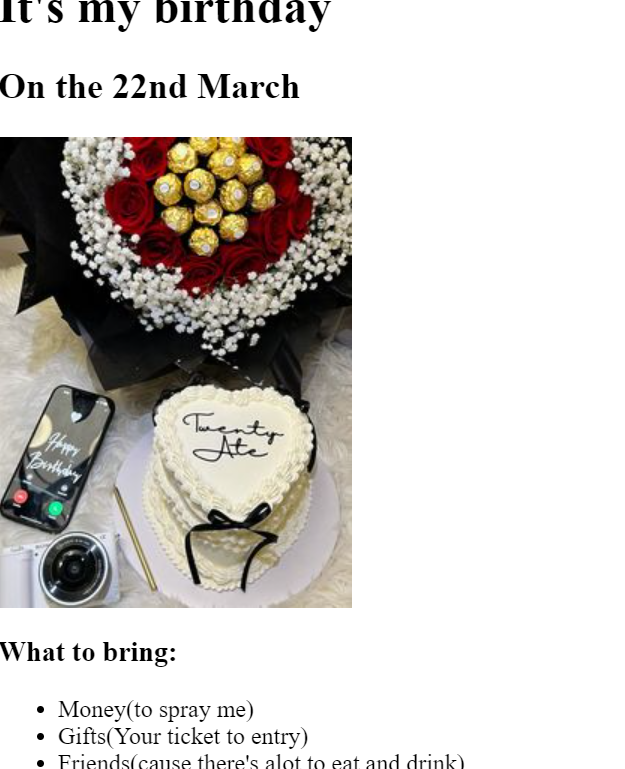 It's my birthday
On the 22nd March
Happy
Birthday
Twenty
Ate
What to bring:
Money(to spray me)
Gifts(Your ticket to entry)
Friends(cause there's alot to eat and drink)